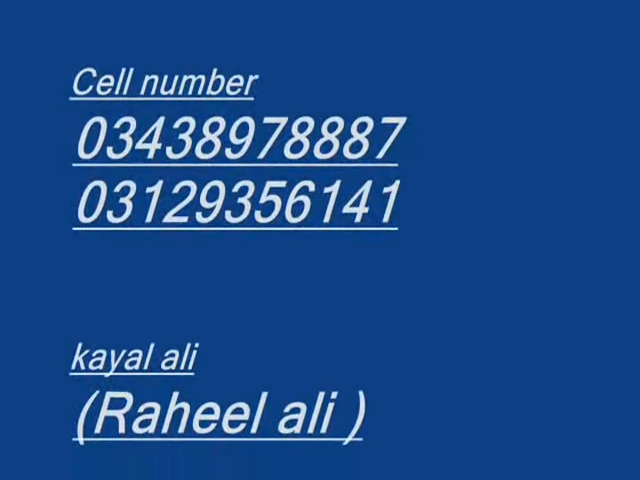 Cell number
03438978887
03129356141
kayal ali
(Raheel ali )